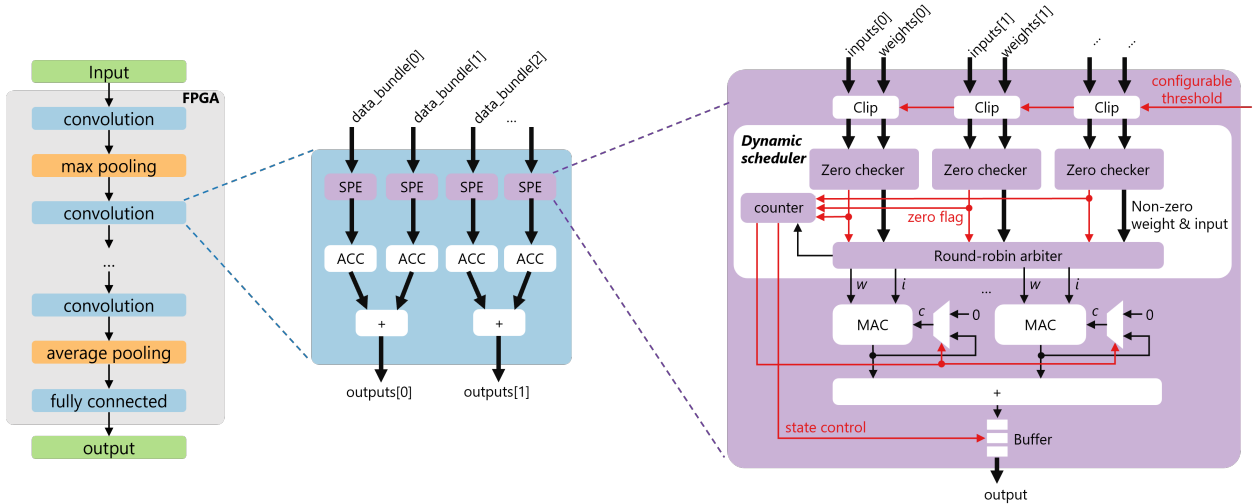 Input
FPGA
convolution
max pooling
convolution
...
convolution
average pooling
fully connected
output
data_bundle[0]
data_bundle[1]
data_bundle[2]
...
SPE
SPE
SPE
SPE
ACC
ACC
ACC
ACC
+
+
outputs[0]
outputs[1]
inputs[0]
weights[0]
inputs[1]
weights[1]
...
...
configurable
threshold
Clip
Clip
Clip
Dynamic
scheduler
Zero checker
Zero checker
Zero checker
counter
zero flag
Non-zero
weight & input
Round-robin arbiter
w
i
...
w
i
MAC
c
0
MAC
c
0
+
state control
Buffer
output